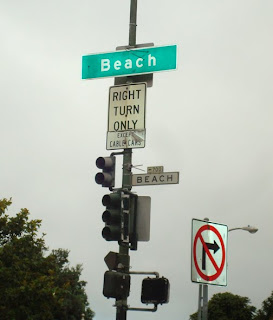 Beach
RIGHT
TURN
ONLY
EXCEPT
CABLE CARS
BEACH